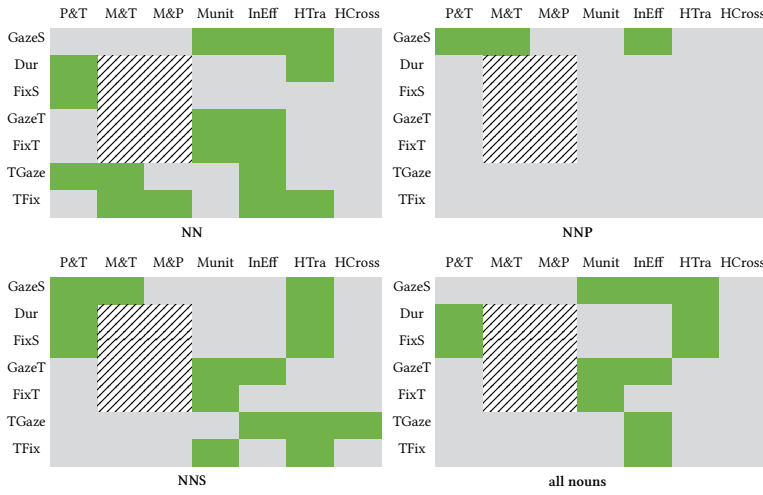 P&T M&T M&P Munit InEff HTra HCross
GazeS
Dur
FixS
GazeT
FixT
TGaze
TFix
NN
P&T M&T M&P Munit InEff HTra HCross
GazeS
Dur
FixS
GazeT
FixT
TGaze
TFix
NNP
P&T M&T M&P Munit InEff HTra HCross
GazeS
Dur
FixS
GazeT
FixT
TGaze
TFix
NNS
P&T M&T M&P Munit InEff HTra HCross
GazeS
Dur
FixS
GazeT
FixT
TGaze
TFix
all nouns